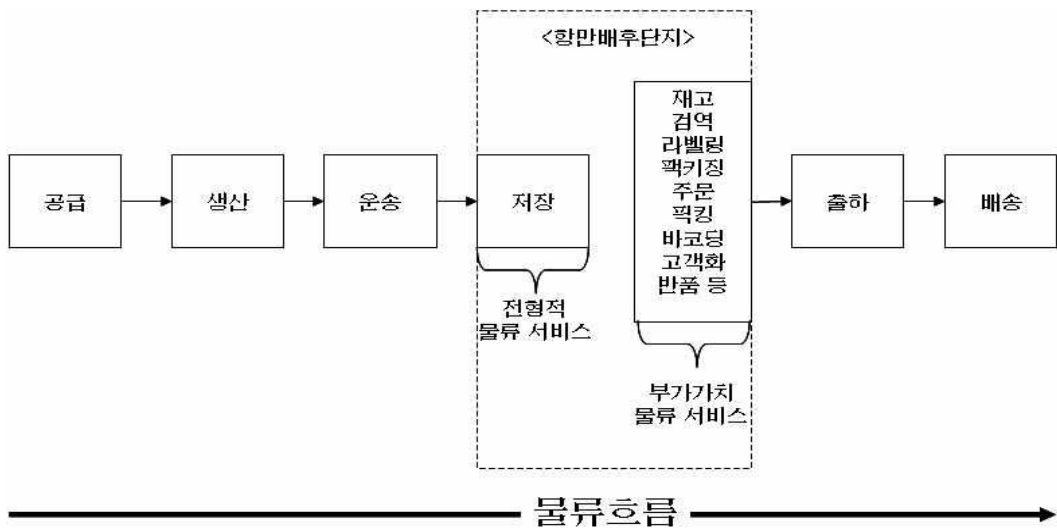 <항만배후단지>
공급
생산
운송
저장
재고
검역
라벨링
팩키징
주문
픽킹
바코딩
고객화
반품 등
출하
배송
전형적
물류 서비스
부가가치
물류 서비스
물류흐름